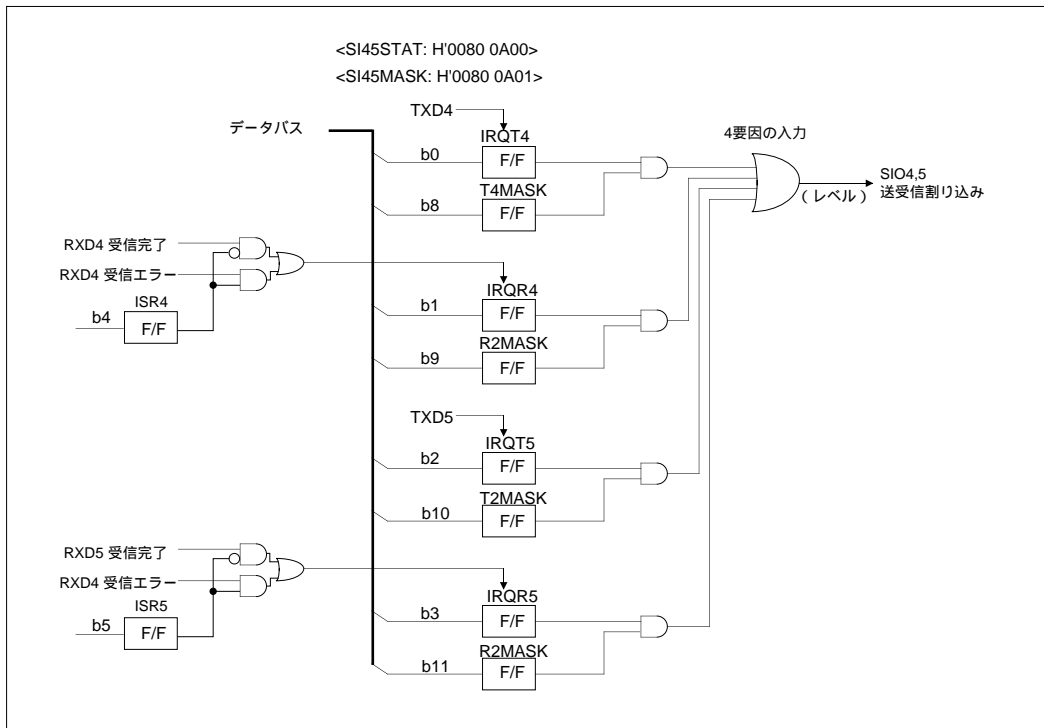 <SI45STAT: H'0080 0A00>
<SI45MASK: H'0080 0A01>
データバス
TXD4
IRQT4
b0
F/F
T4MASK
b8
F/F
4要因の入力
(レベル)
SIO4,5
送受信割り込み
RXD4 受信完了
RXD4 受信エラー
ISR4
b4
F/F
IRQR4
b1
F/F
R2MASK
b9
F/F
TXD5
IRQT5
b2
F/F
T2MASK
b10
F/F
RXD5 受信完了
RXD4 受信エラー
ISR5
b5
F/F
IRQR5
b3
F/F
R2MASK
b11
F/F